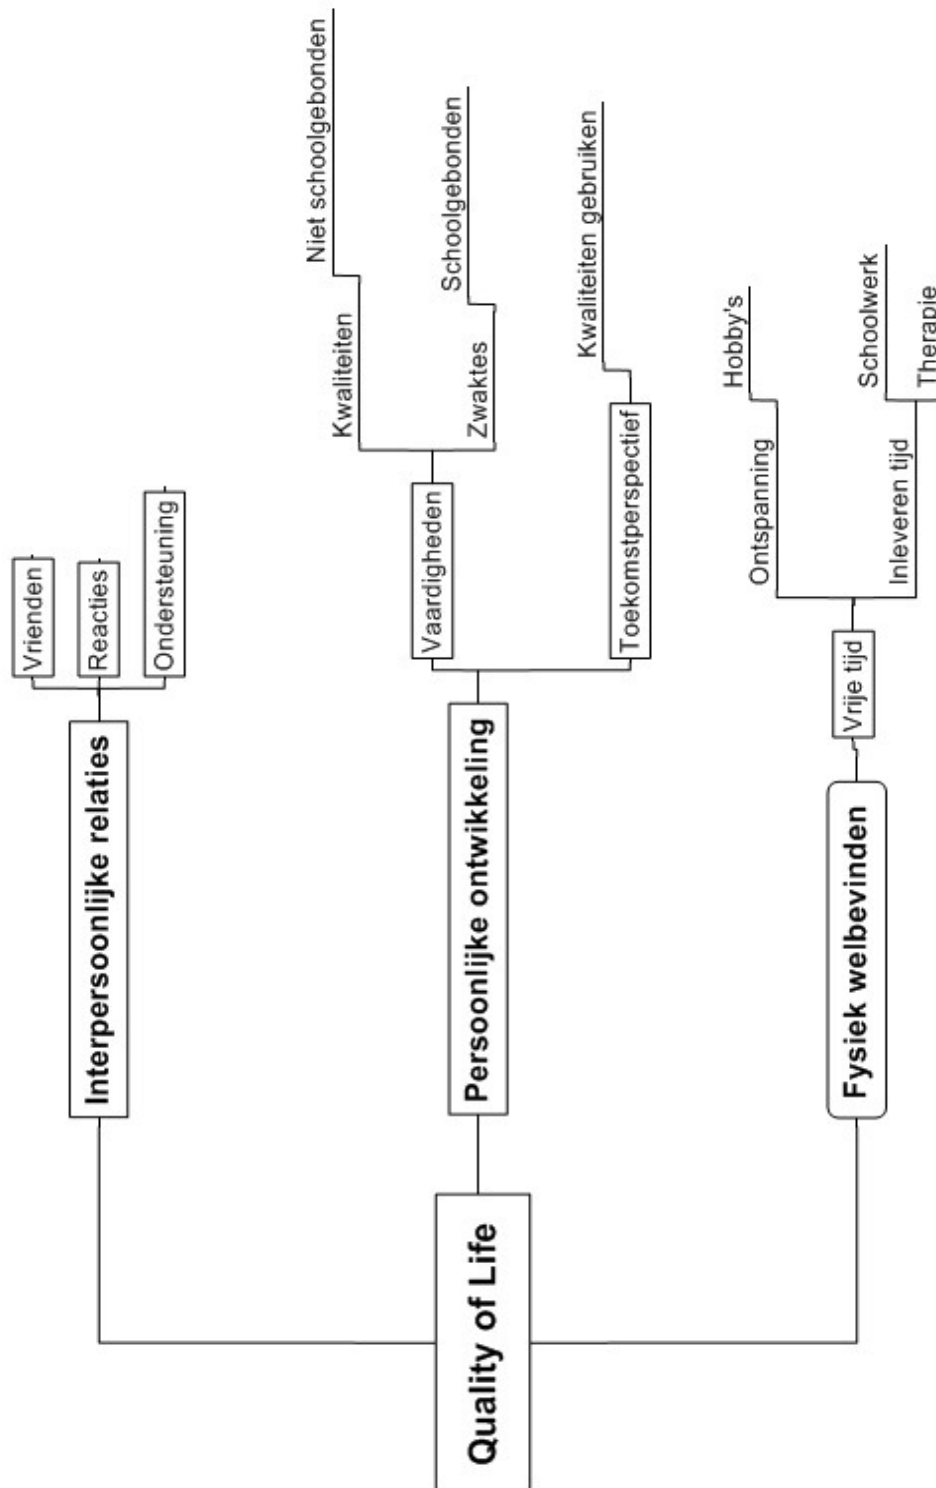 Quality of Life
Interpersoonlijke relaties
Vrienden
Reacties
Ondersteuning
Persoonlijke ontwikkeling
Vaardigheden
Kwaliteiten
Niet schoolgebonden
Zwaktes
Schoolgebonden
Toekomstperspectief
Kwaliteiten gebruiken
Fysiek welbevinden
Vrije tijd
Ontspanning
Hobby's
Inleveren tijd
Schoolwerk
Therapie